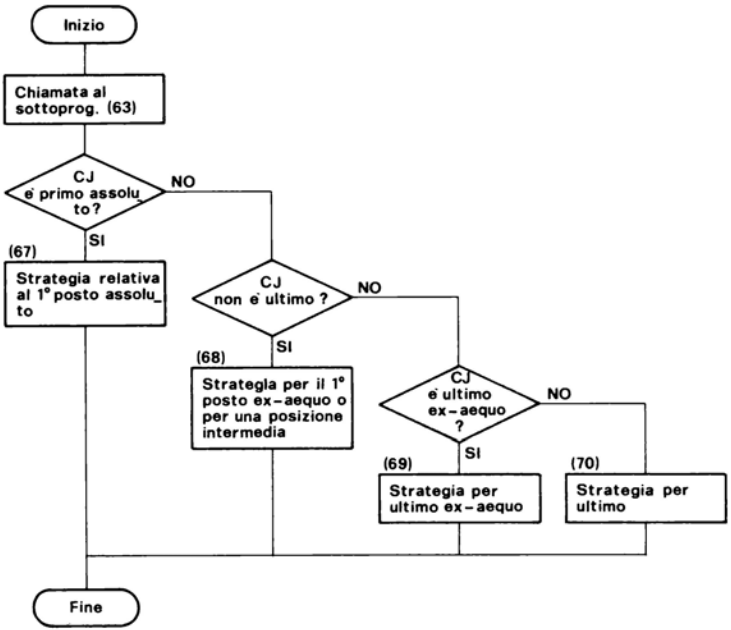 Inizio
Chiamata al
sottoprog. (63)
CJ
e' primo assolu_
to?
NO
SI
(67)
Strategia relativa
al 1° posto assolu_
to
CJ
non e' ultimo ?
NO
SI
(68)
Strategla per il 1°
posto ex-aequo o
per una posizione
intermedia
CJ
e' ultimo
ex-aequo
?
NO
SI
(69)
Strategia per
ultimo ex-aequo
(70)
Strategia per
ultimo
Fine